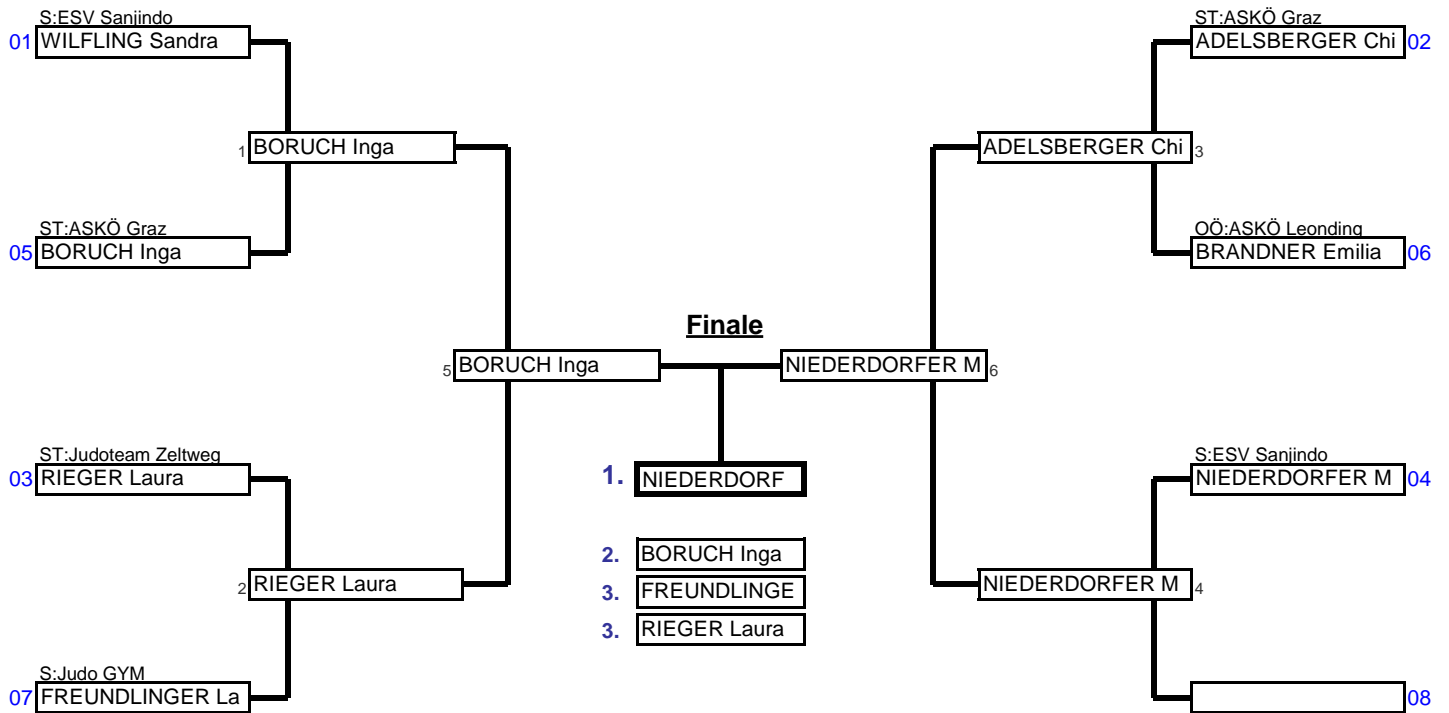 S:ESV Sanjindo
01 WILFLING Sandra
ST:ASKÖ Graz
ADELSBERGER Chi 02
1 BORUCH Inga
ADELSBERGER Chi 3
ST:ASKÖ Graz
05 BORUCH Inga
OÖ:ASKÖ Leonding
BRANDNER Emilia 06
Finale
5 BORUCH Inga
NIEDERDORFER M 6
ST:Judoteam Zeltweg
03 RIEGER Laura
1. NIEDERDORF
S:ESV Sanjindo
NIEDERDORFER M 04
2. BORUCH Inga
3. FREUNDLINGE
3. RIEGER Laura
2 RIEGER Laura
NIEDERDORFER M 4
S:Judo GYM
07 FREUNDLINGER La
08